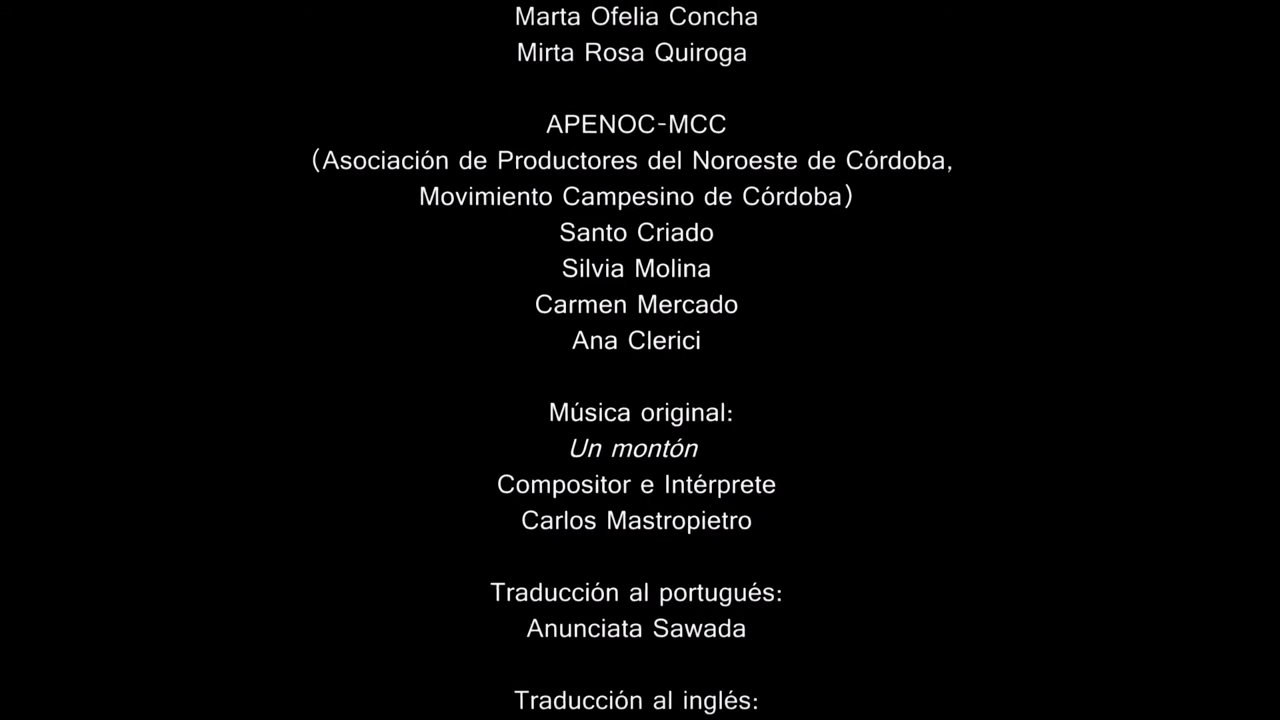 Marta Ofelia Concha
Mirta Rosa Quiroga
APENOC-MCC
(Asociación de Productores del Noroeste de Córdoba,
Movimiento Campesino de Córdoba)
Santo Criado
Silvia Molina
Carmen Mercado
Ana Clerici
Música original:
Un montón
Compositor e Intérprete
Carlos Mastropietro
Traducción al portugués:
Anunciata Sawada
Traducción al inglés: